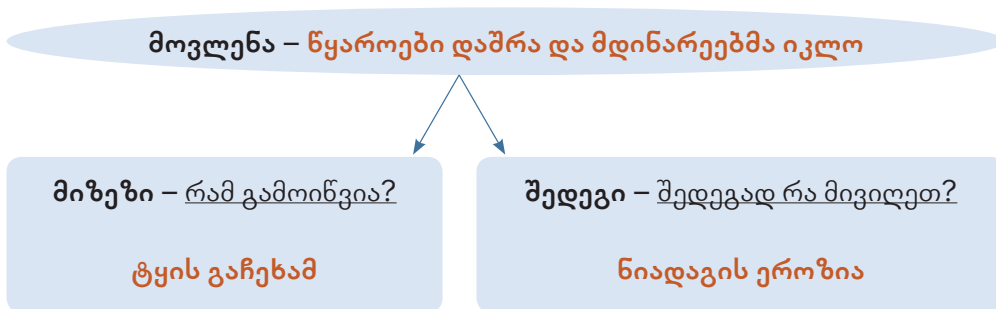 მოვლენა – წყაროები დაშრა და მდინარეებმა იკლო
მიზეზი – რამ გამოიწვია?
ტყის გაჩეხამ
შედეგი – შედეგად რა მივიღეთ?
ნიადაგის ეროზია